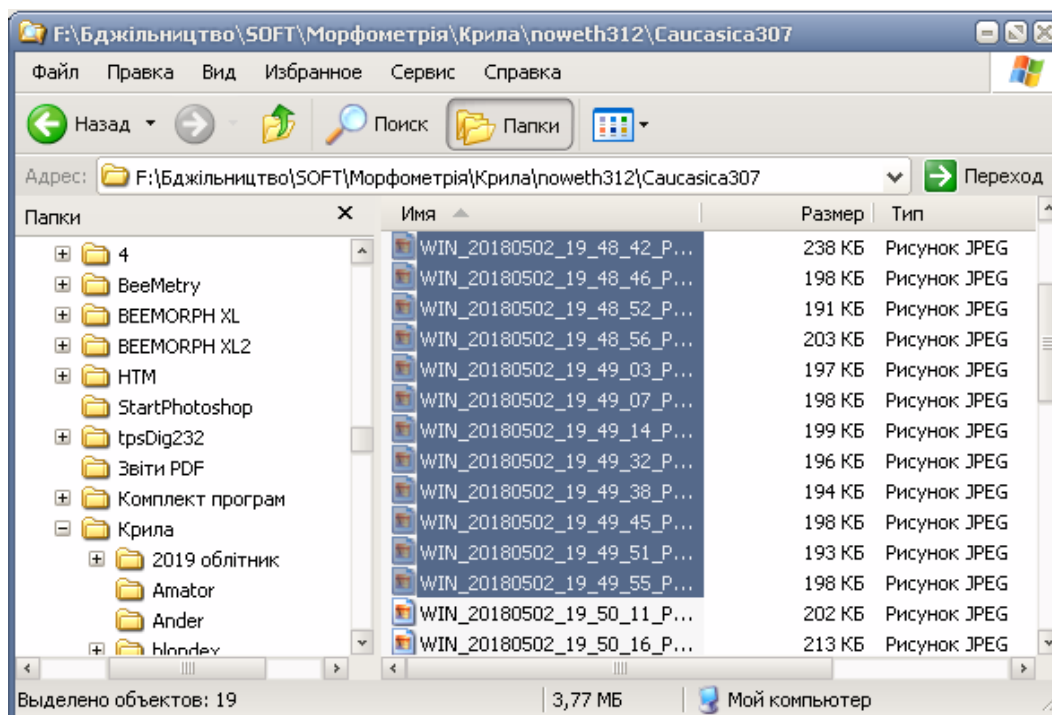 F:\Бджільництво\SOFT\Морфометрія\Крила\noweth312\Caucasica307
Файл Правка Вид Избранное Сервис Справка
Назад Поиск Папки
Адрес: F:\Бджільництво\SOFT\Морфометрія\Крила\noweth312\Caucasica307 Переход
Папки
4
BeeMetry
BEEMORPH XL
BEEMORPH XL2
HTM
StartPhotoshop
tpsDig232
Звіти PDF
Комплект програм
Крила
2019 облітник
Amator
Ander
blondex
Имя Размер Тип
WIN_20180502_19_48_42_P... 238 КБ Рисунок JPEG
WIN_20180502_19_48_46_P... 198 КБ Рисунок JPEG
WIN_20180502_19_48_52_P... 191 КБ Рисунок JPEG
WIN_20180502_19_48_56_P... 203 КБ Рисунок JPEG
WIN_20180502_19_49_03_P... 197 КБ Рисунок JPEG
WIN_20180502_19_49_07_P... 198 КБ Рисунок JPEG
WIN_20180502_19_49_14_P... 199 КБ Рисунок JPEG
WIN_20180502_19_49_32_P... 196 КБ Рисунок JPEG
WIN_20180502_19_49_38_P... 194 КБ Рисунок JPEG
WIN_20180502_19_49_45_P... 198 КБ Рисунок JPEG
WIN_20180502_19_49_51_P... 193 КБ Рисунок JPEG
WIN_20180502_19_49_55_P... 198 КБ Рисунок JPEG
WIN_20180502_19_50_11_P... 202 КБ Рисунок JPEG
WIN_20180502_19_50_16_P... 213 КБ Рисунок JPEG
Выделено объектов: 19 3,77 МБ Мой компьютер